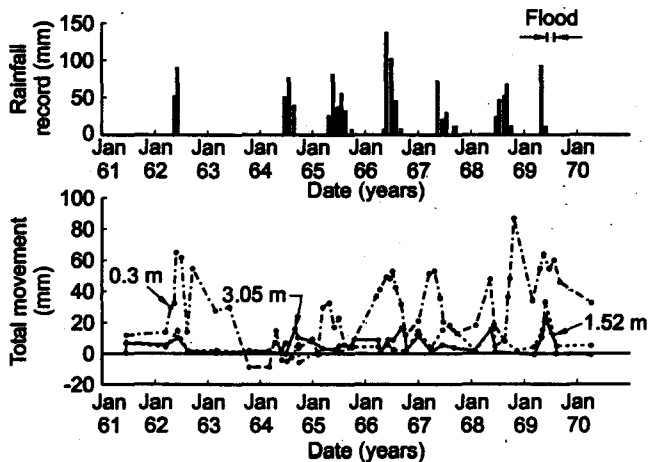 Flood
Rainfall
record (mm)
150
100
50
0
Jan Jan Jan Jan Jan Jan Jan Jan Jan Jan
61 62 63 64 65 66 67 68 69 70
Date (years)
Total movement
(mm)
100
80
60
40
20
0
-20
0.3 m
3.05 m
1.52 m
Jan Jan Jan Jan Jan Jan Jan Jan Jan Jan
61 62 63 64 65 66 67 68 69 70
Date (years)